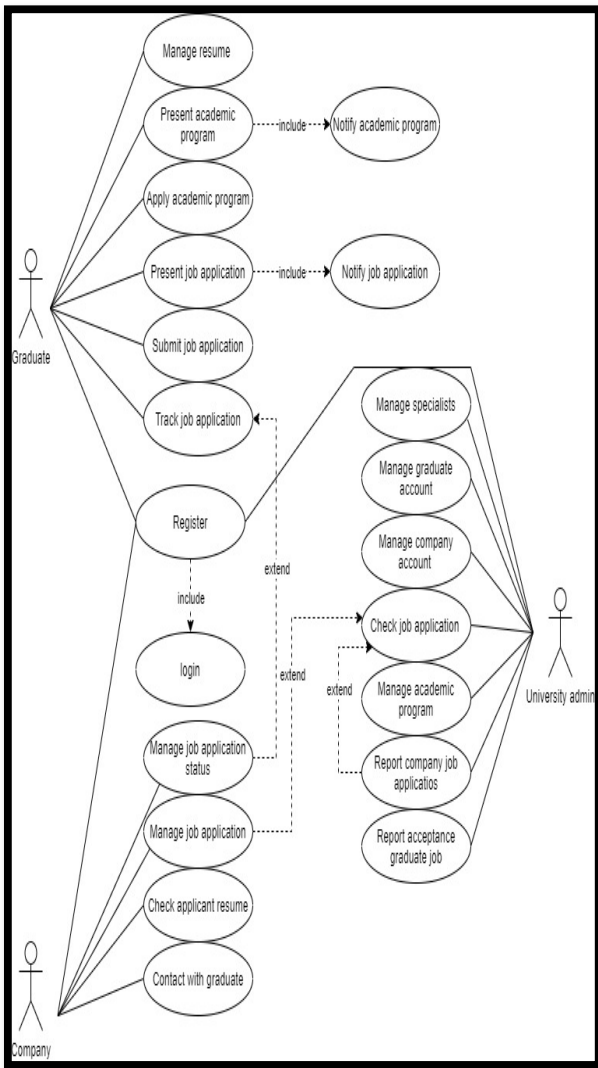 Manage resume
Present academic
program
include
Notify academic program
Apply academic program
Present job application
include
Notify job application
Graduate
Submit job application
Track job application
Manage specialists
Manage graduate
account
Register
Manage company
account
extend
include
Check job application
login
extend
extend
Manage academic
program
University admin
Manage job application
status
Report company job
applicatios
Manage job application
Report acceptance
graduate job
Check applicant resume
Contact with graduate
Company